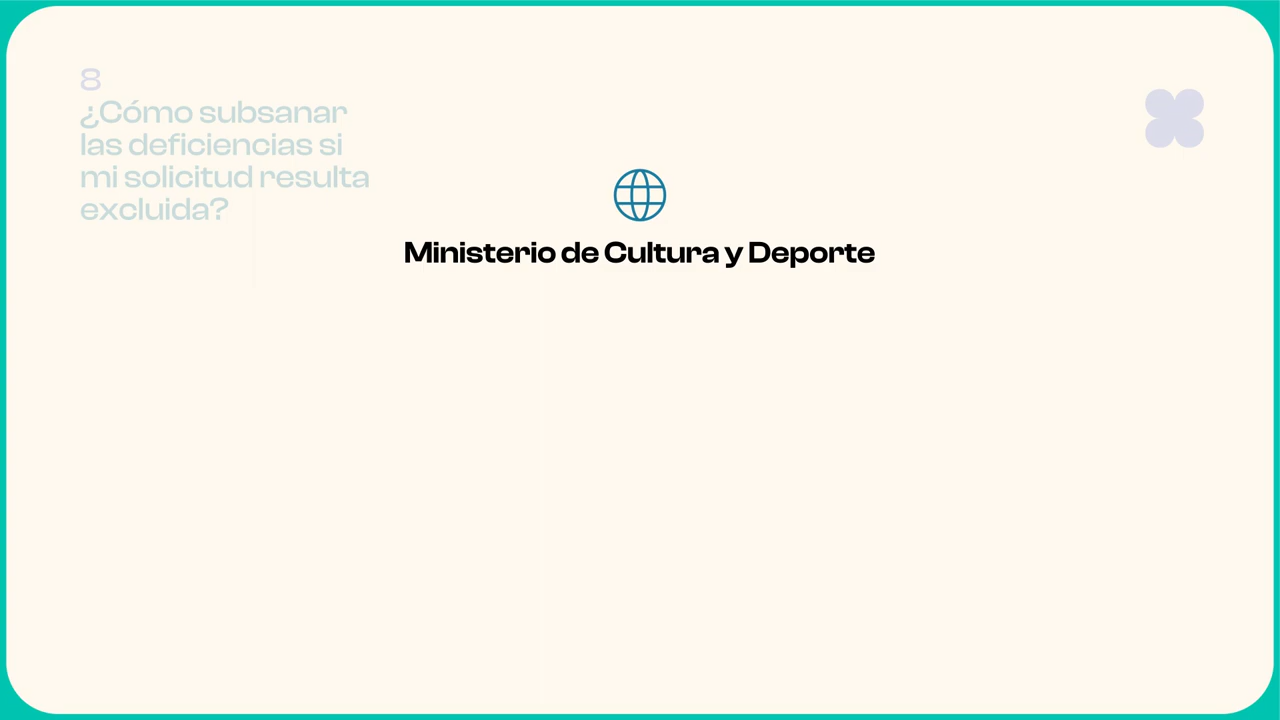 8
¿Cómo subsanar
las deficiencias si
mi solicitud resulta
excluida?
Ministerio de Cultura y Deporte